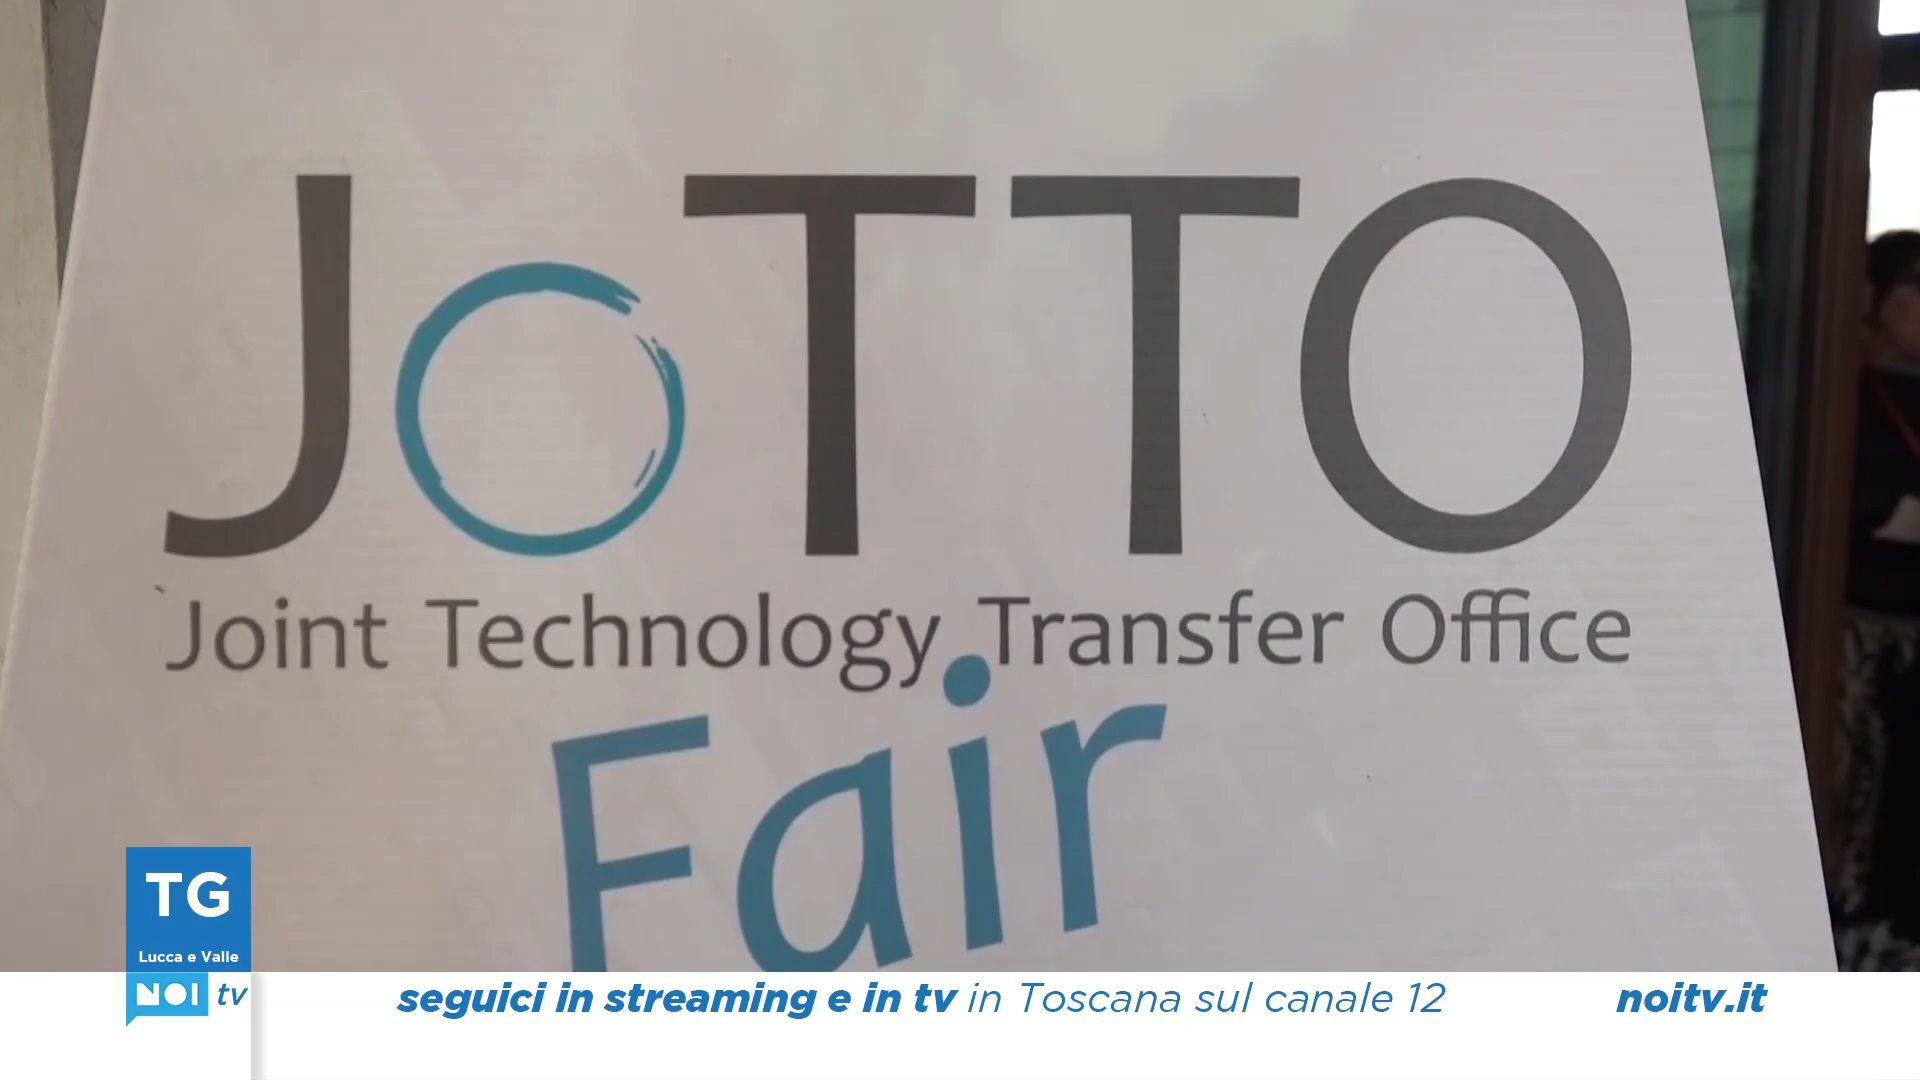 JoTTO
Joint Technology Transfer Office
Fair
TG
Lucca e Valle
NOI tv
seguici in streaming e in tv in Toscana sul canale 12
noitv.it